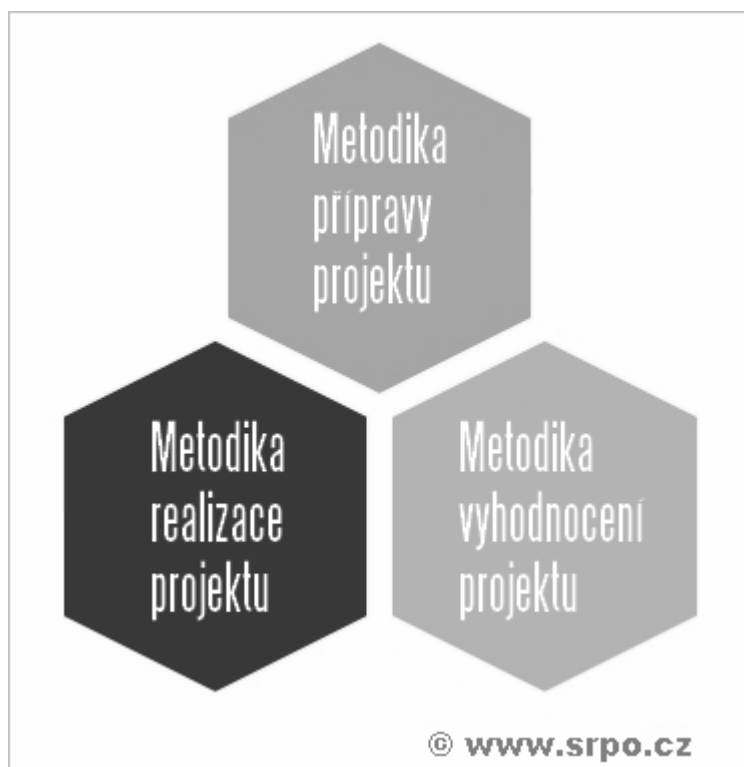 Metodika
přípravy
projektu
Metodika
realizace
projektu
Metodika
vyhodnocení
projektu
© www.srpo.cz